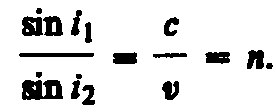 sin i₁ / sin i₂ = c / v = n.